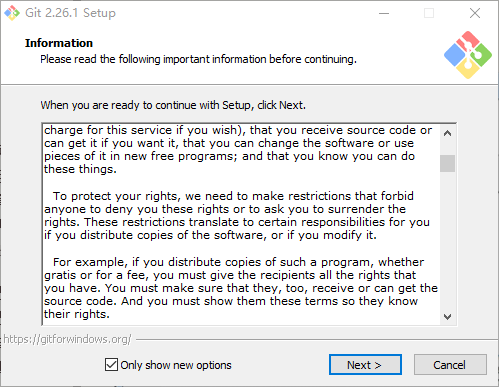 Git 2.26.1 Setup
Information
Please read the following important information before continuing.
When you are ready to continue with Setup, click Next.
charge for this service if you wish), that you receive source code or
can get it if you want it, that you can change the software or use
pieces of it in new free programs; and that you know you can do
these things.
To protect your rights, we need to make restrictions that forbid
anyone to deny you these rights or to ask you to surrender the
rights. These restrictions translate to certain responsibilities for you
if you distribute copies of the software, or if you modify it.
For example, if you distribute copies of such a program, whether
gratis or for a fee, you must give the recipients all the rights that
you have. You must make sure that they, too, receive or can get the
source code. And you must show them these terms so they know
their rights.
https://gitforwindows.org/
Only show new options
Next >
Cancel